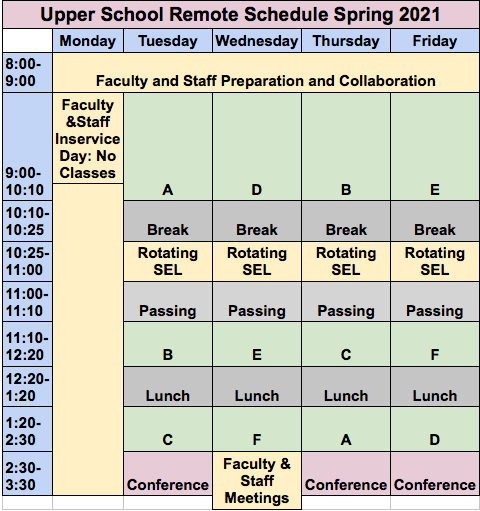 Upper School Remote Schedule Spring 2021
Monday Tuesday Wednesday Thursday Friday
8:00-
9:00
Faculty and Staff Preparation and Collaboration
Faculty
&Staff
Inservice
Day: No
Classes
9:00-
10:10
A D B E
10:10-
10:25
Break Break Break Break
10:25-
11:00
Rotating Rotating Rotating Rotating
SEL SEL SEL SEL
11:00-
11:10
Passing Passing Passing Passing
11:10-
12:20
B E C F
12:20-
1:20
Lunch Lunch Lunch Lunch
1:20-
2:30
C F A D
2:30-
3:30
Conference
Faculty &
Staff
Meetings
Conference Conference